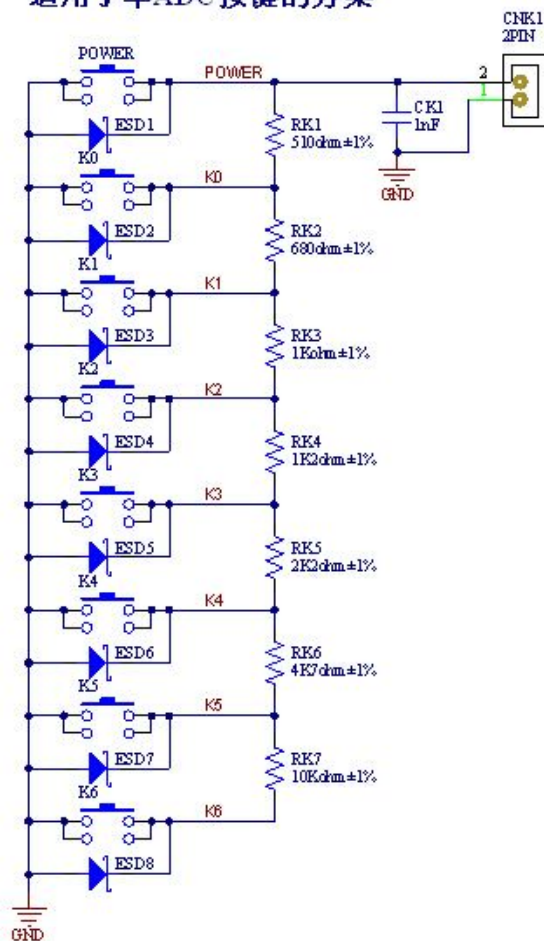 适用于单ADC按键的方案
CNK1
2PIN
POWER
POWER
2
1
ESD1
RK1
510ohm±1%
CK1
1nF
GND
K0
K0
ESD2
RK2
680ohm±1%
K1
K1
ESD3
RK3
1Kohm±1%
K2
K2
ESD4
RK4
1K2ohm±1%
K3
K3
ESD5
RK5
2K2ohm±1%
K4
K4
ESD6
RK6
4K7ohm±1%
K5
K5
ESD7
RK7
10Kohm±1%
K6
K6
ESD8
GND